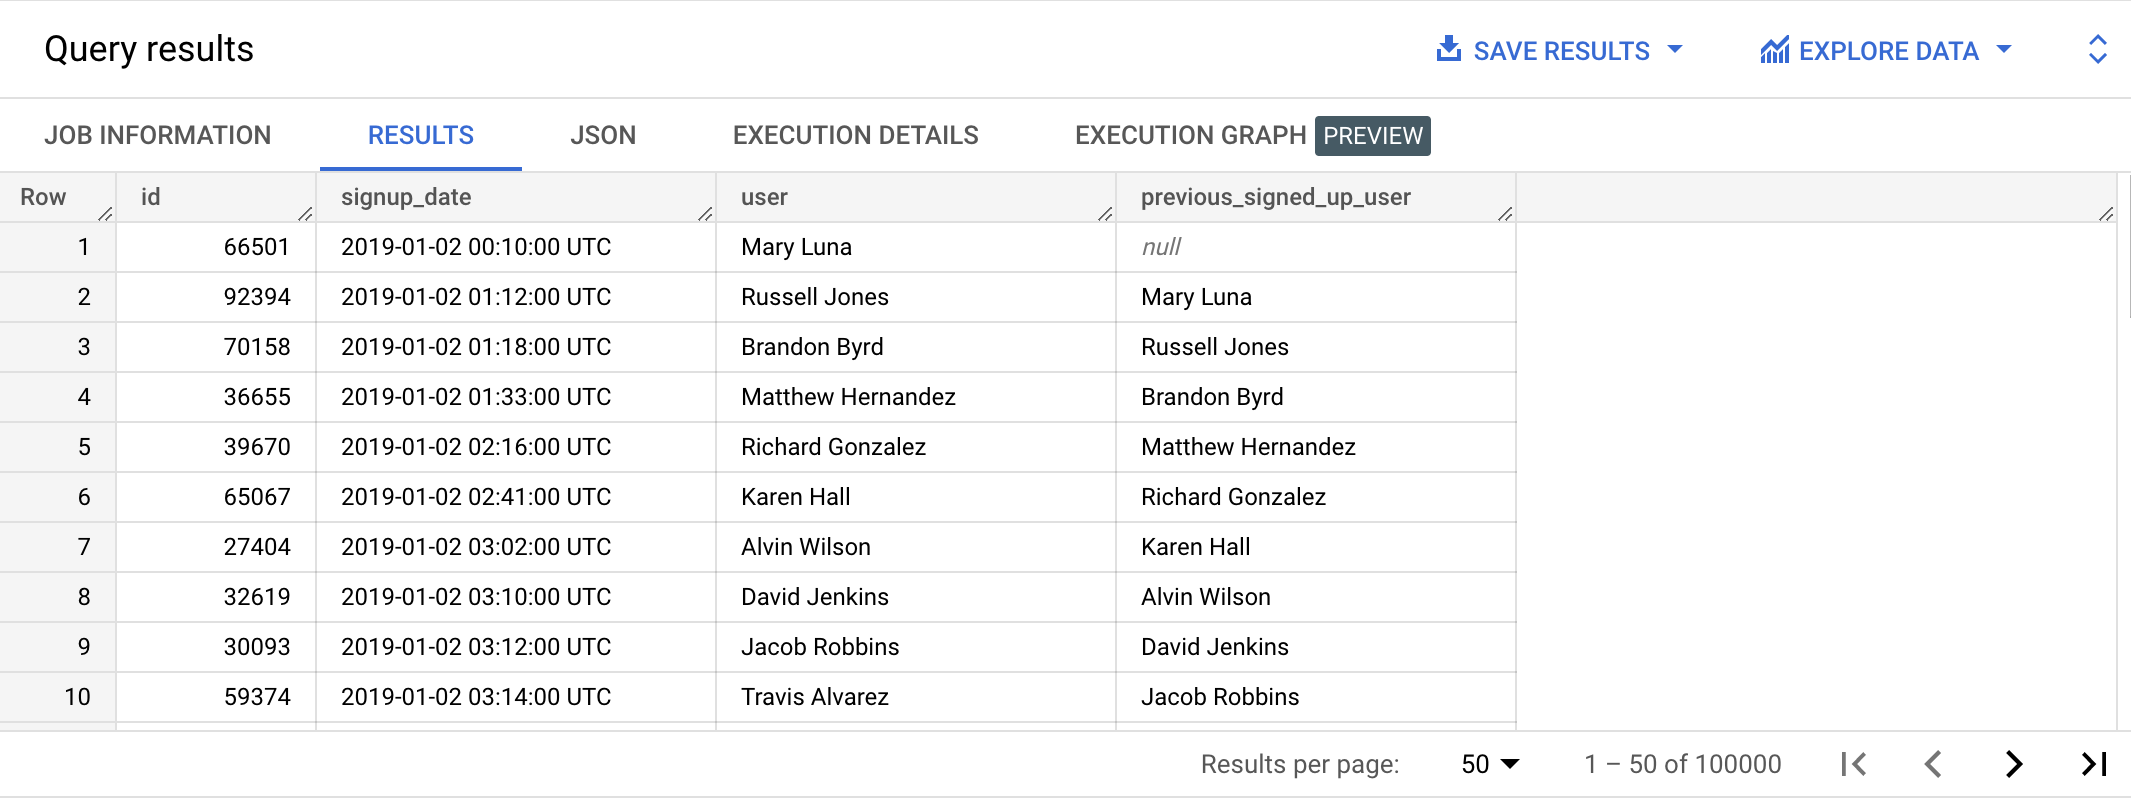 Query results SAVE RESULTS EXPLORE DATA
JOB INFORMATION RESULTS JSON EXECUTION DETAILS EXECUTION GRAPH PREVIEW
Row id signup_date user previous_signed_up_user
1 66501 2019-01-02 00:10:00 UTC Mary Luna null
2 92394 2019-01-02 01:12:00 UTC Russell Jones Mary Luna
3 70158 2019-01-02 01:18:00 UTC Brandon Byrd Russell Jones
4 36655 2019-01-02 01:33:00 UTC Matthew Hernandez Brandon Byrd
5 39670 2019-01-02 02:16:00 UTC Richard Gonzalez Matthew Hernandez
6 65067 2019-01-02 02:41:00 UTC Karen Hall Richard Gonzalez
7 27404 2019-01-02 03:02:00 UTC Alvin Wilson Karen Hall
8 32619 2019-01-02 03:10:00 UTC David Jenkins Alvin Wilson
9 30093 2019-01-02 03:12:00 UTC Jacob Robbins David Jenkins
10 59374 2019-01-02 03:14:00 UTC Travis Alvarez Jacob Robbins
Results per page: 50 1 – 50 of 100000